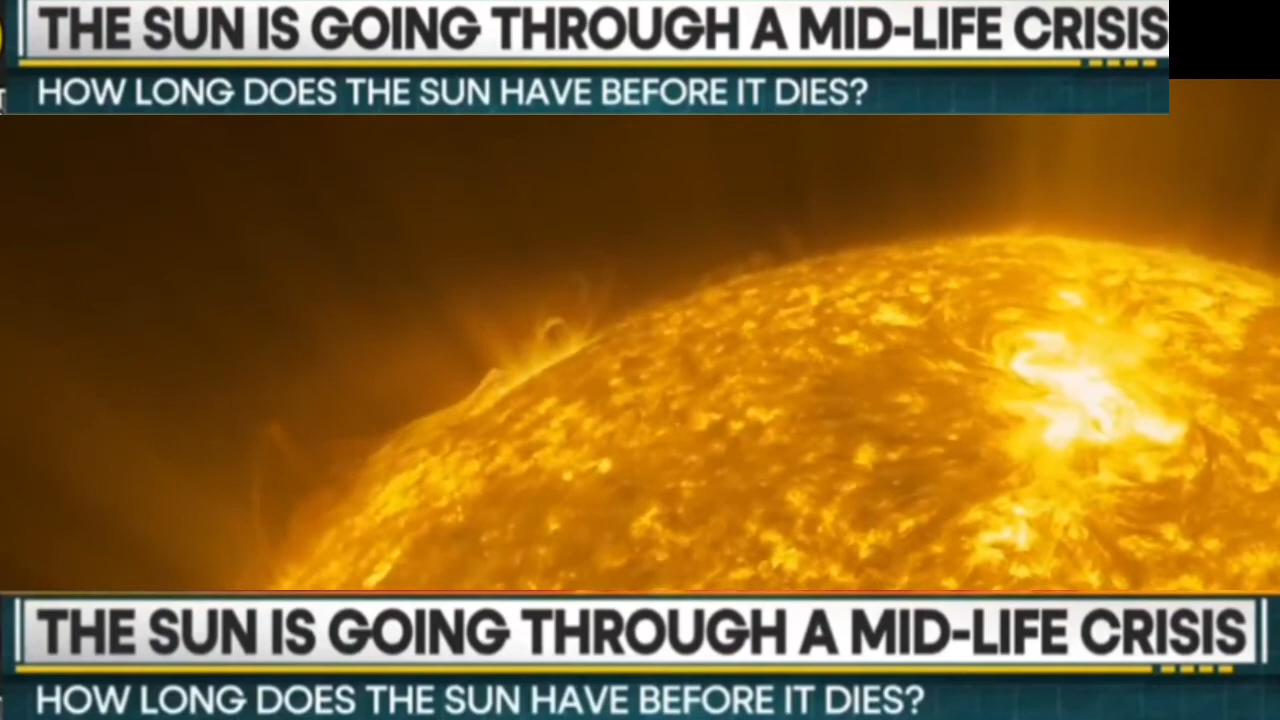 THE SUN IS GOING THROUGH A MID-LIFE CRISIS
HOW LONG DOES THE SUN HAVE BEFORE IT DIES?
THE SUN IS GOING THROUGH A MID-LIFE CRISIS
HOW LONG DOES THE SUN HAVE BEFORE IT DIES?